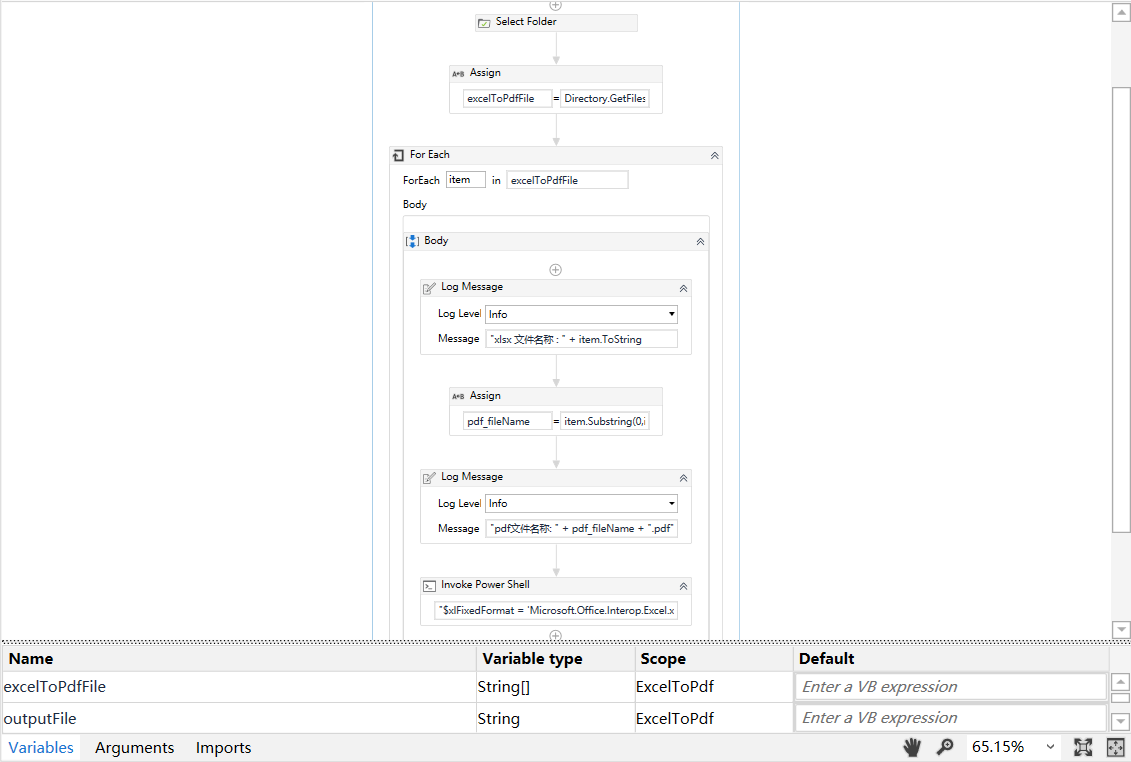 Select Folder
A*B Assign
excelToPdfFile = Directory.GetFiles
For Each
ForEach item in excelToPdfFile
Body
Body
Log Message
Log Level Info
Message "xlsx 文件名称 : " + item.ToString
A*B Assign
pdf_fileName = item.Substring(0,i
Log Message
Log Level Info
Message "pdf文件名称: " + pdf_fileName + ".pdf"
Invoke Power Shell
"$xlFixedFormat = 'Microsoft.Office.Interop.Excel.x
Name Variable type Scope Default
excelToPdfFile String[] ExcelToPdf Enter a VB expression
outputFile String ExcelToPdf Enter a VB expression
Variables Arguments Imports 65.15%